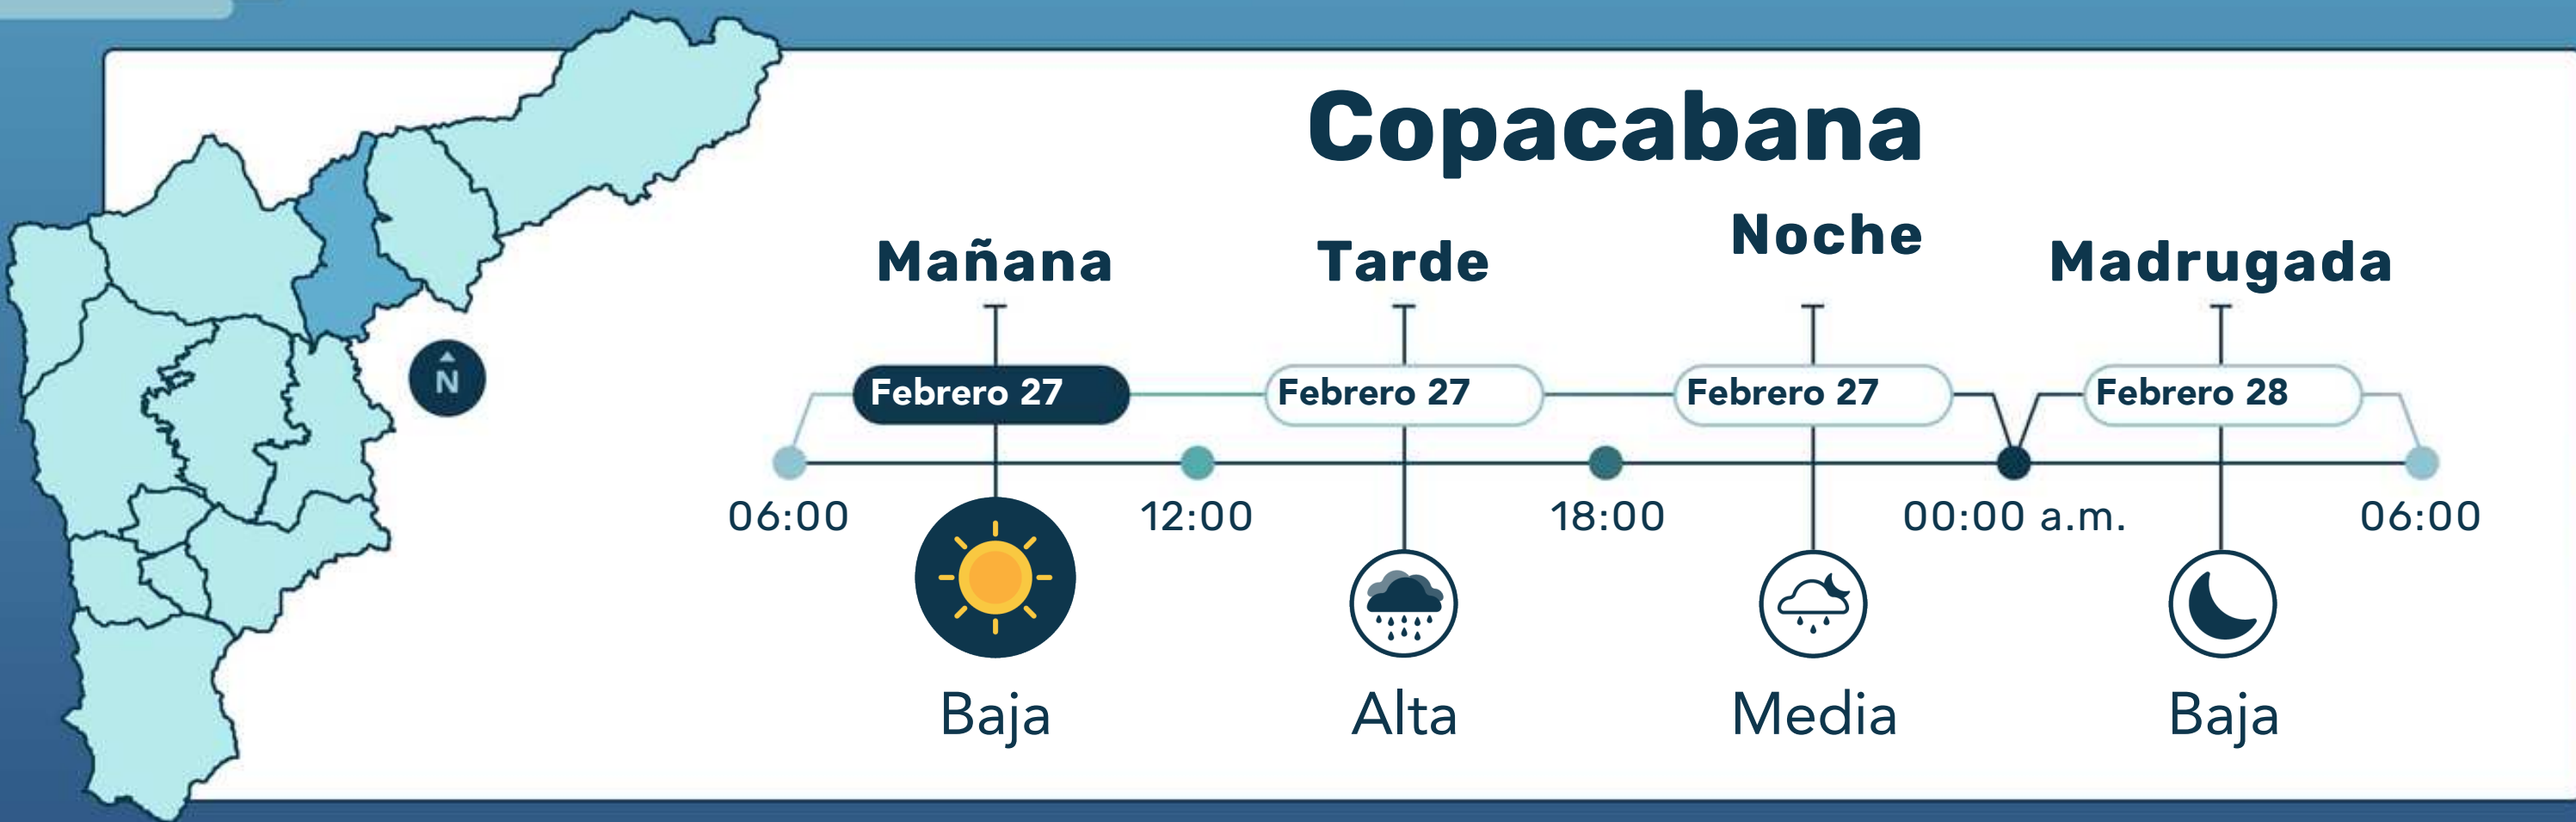 Copacabana
Mañana
Tarde
Noche
Madrugada
Febrero 27
Febrero 27
Febrero 27
Febrero 28
N
06:00
12:00
18:00
00:00 a.m.
06:00
Baja
Alta
Media
Baja